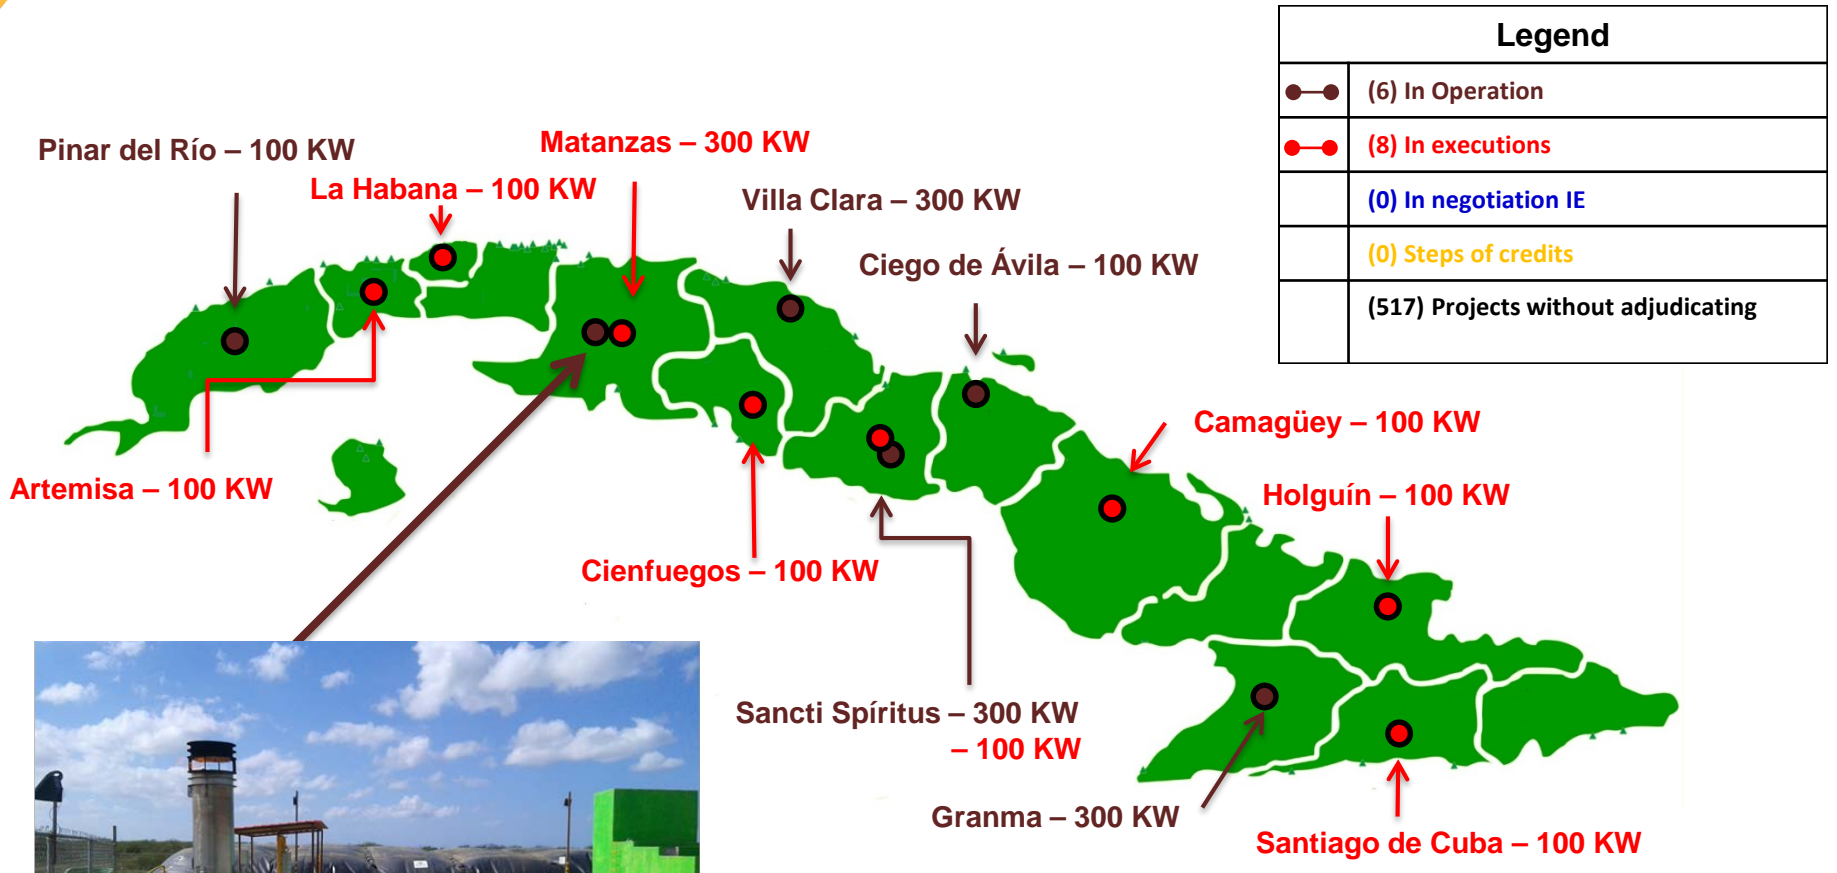 Legend
(6) In Operation
(8) In executions
(0) In negotiation IE
(0) Steps of credits
(517) Projects without adjudicating
Pinar del Río – 100 KW
Matanzas – 300 KW
La Habana – 100 KW
Villa Clara – 300 KW
Ciego de Ávila – 100 KW
Camagüey – 100 KW
Artemisa – 100 KW
Holguín – 100 KW
Cienfuegos – 100 KW
Sancti Spíritus – 300 KW
– 100 KW
Granma – 300 KW
Santiago de Cuba – 100 KW